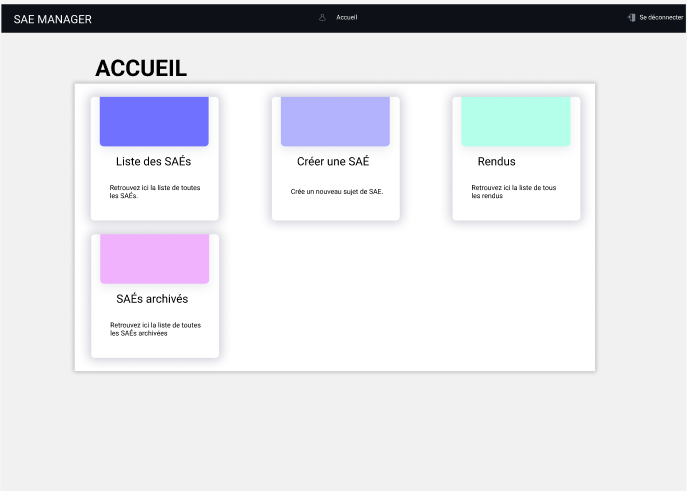 SAE MANAGER
Accueil
Se déconnecter
ACCUEIL
Liste des SAÉs
Retrouvez ici la liste de toutes
les SAÉs.
Créer une SAÉ
Crée un nouveau sujet de SAE.
Rendus
Retrouvez ici la liste de tous
les rendus
SAÉs archivés
Retrouvez ici la liste de toutes
les SAÉs archivées